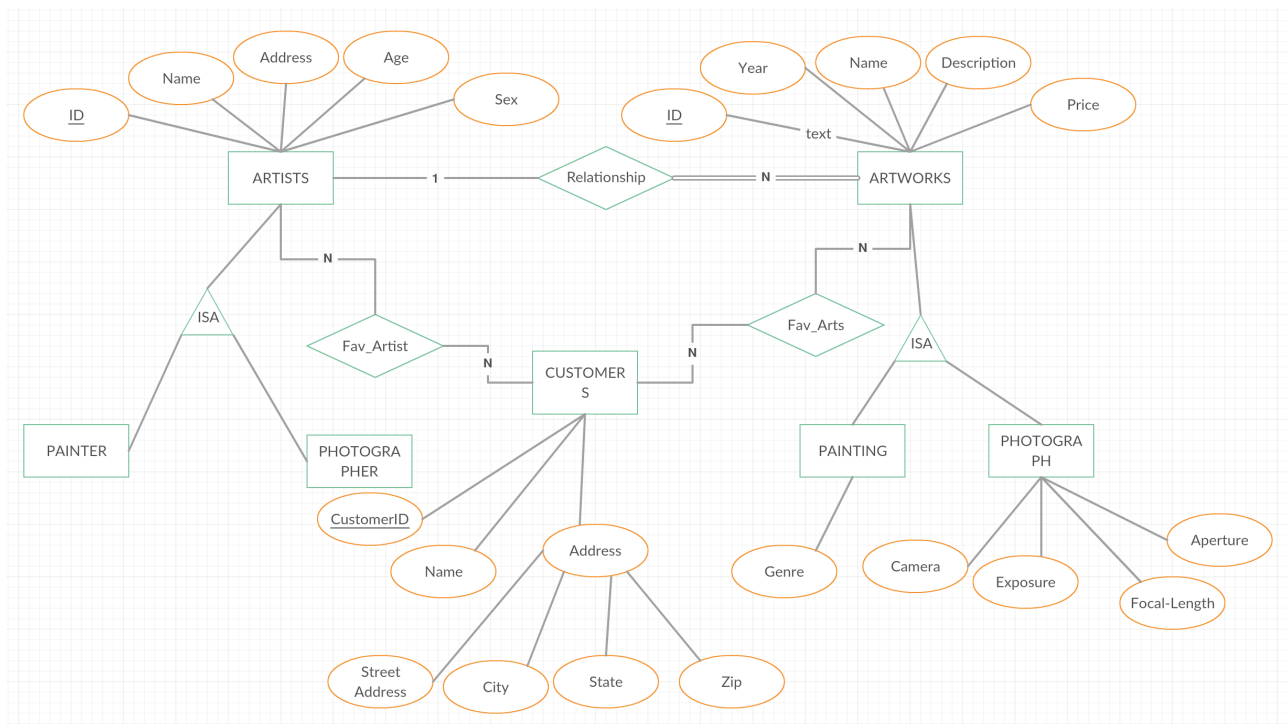 Address
Age
Name
Sex
ID
Year
Name
Description
Price
ID
text
ARTISTS
1
Relationship
N
ARTWORKS
N
N
ISA
Fav_Artist
N
Fav_Arts
N
ISA
CUSTOMER
S
PAINTER
PHOTOGRA
PHER
PAINTING
PHOTOGRA
PH
CustomerID
Name
Address
Genre
Camera
Exposure
Focal-Length
Aperture
Street
Address
City
State
Zip